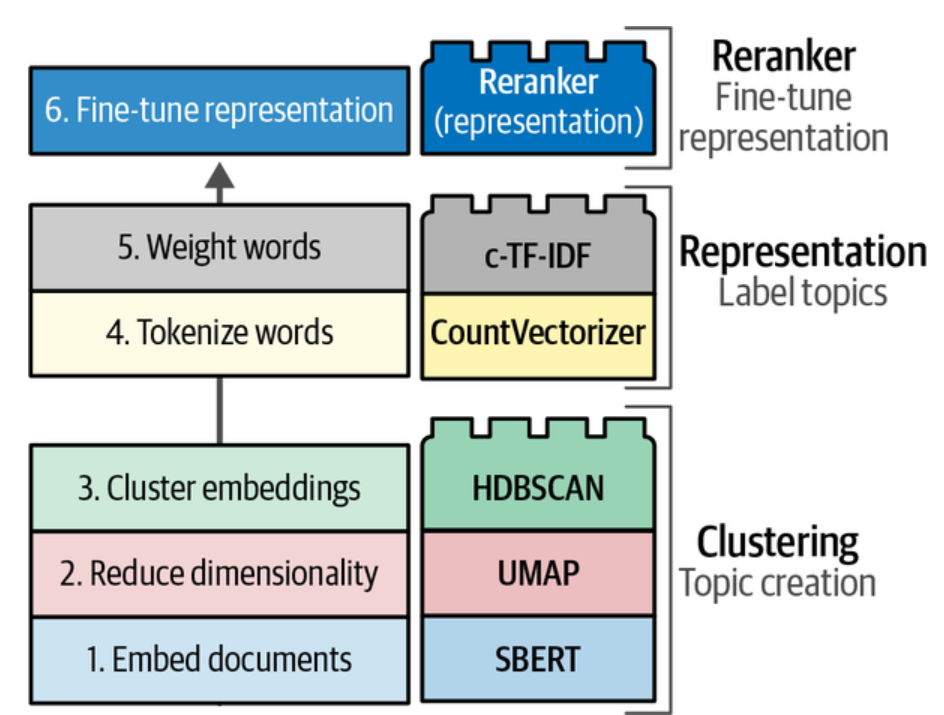 6. Fine-tune representation
Reranker
(representation)
Reranker
Fine-tune
representation
5. Weight words
c-TF-IDF
4. Tokenize words
CountVectorizer
Representation
Label topics
3. Cluster embeddings
HDBSCAN
2. Reduce dimensionality
UMAP
1. Embed documents
SBERT
Clustering
Topic creation